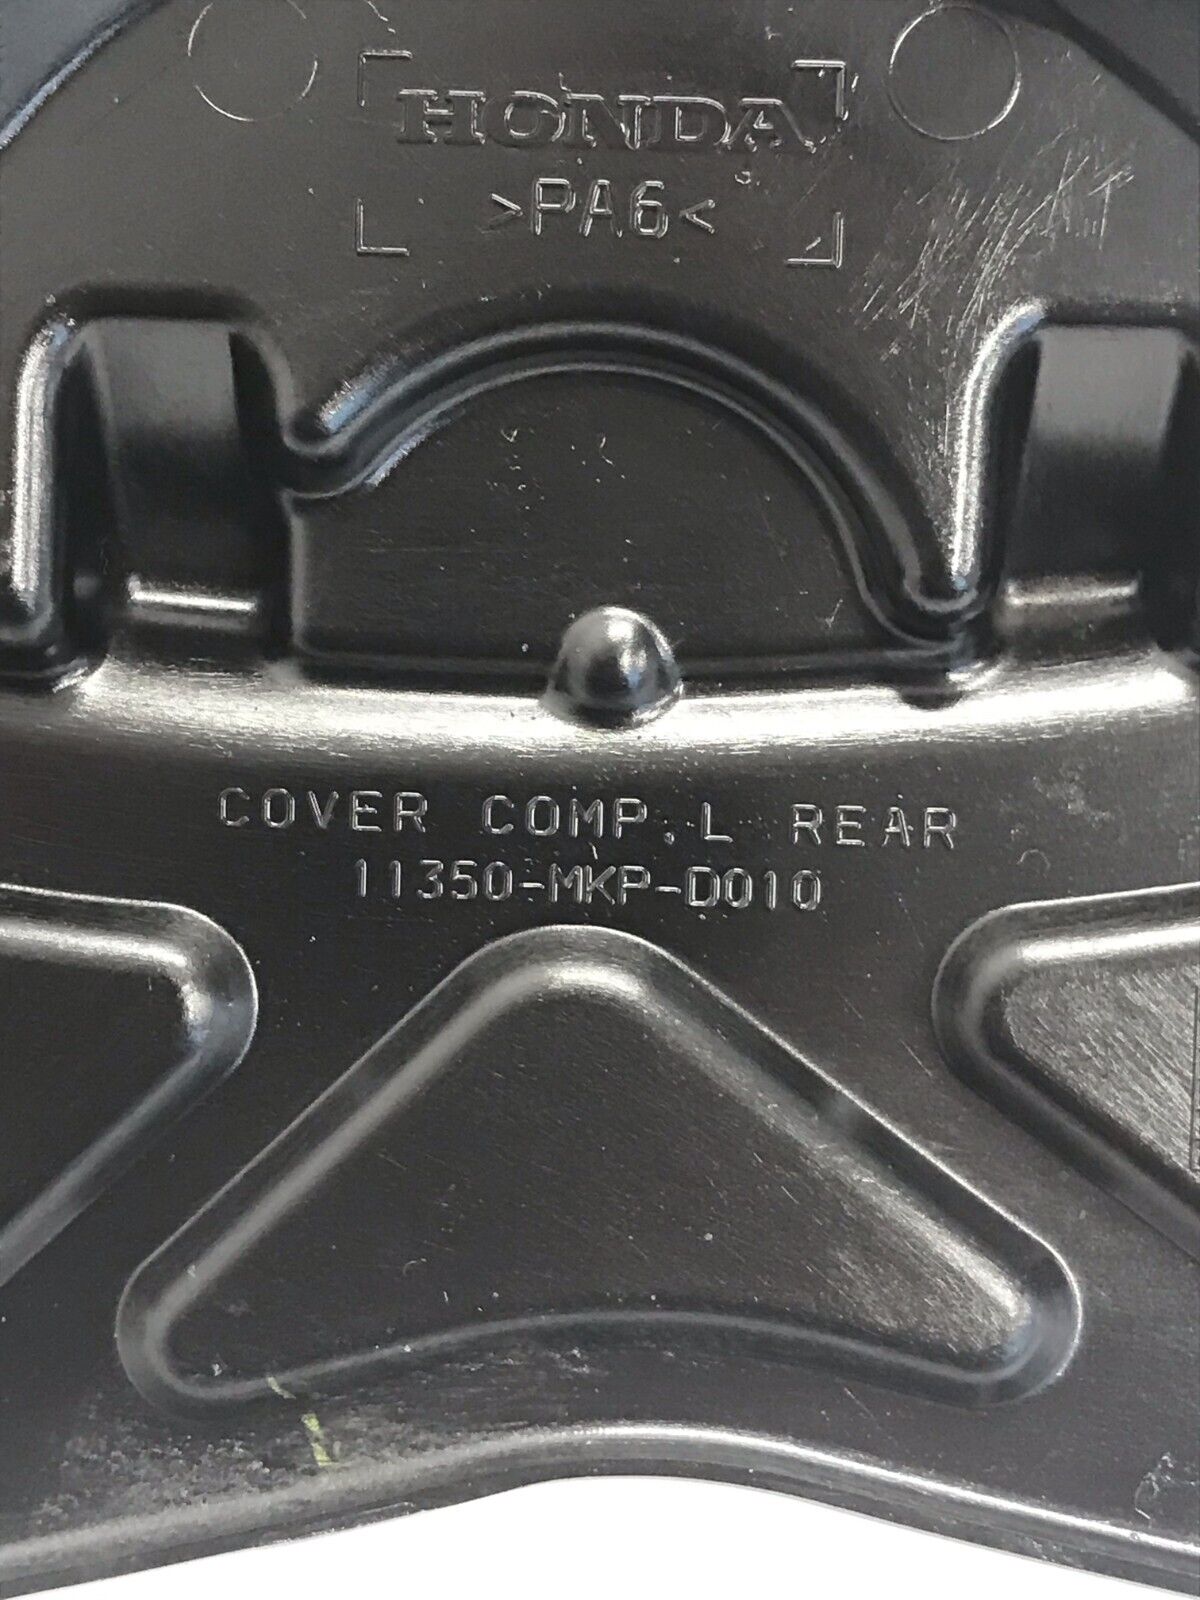 HONDA
>PA6<
COVER COMP.L REAR
11350-MKP-D010